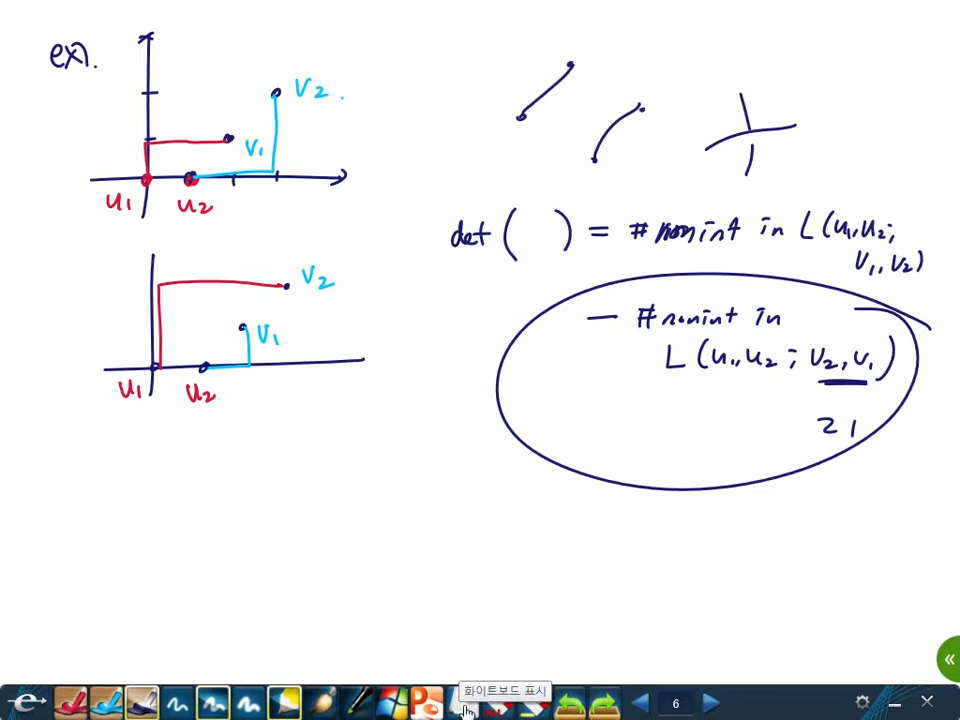 ex).
V2
V1
u1
u2
V2
V1
u1
u2
det ( ) = # nonint in L(u1,u2;
V1,V2)
— # nonint in
L(u1,u2 ; V2,V1)
2 1
화이트보드 표시
6